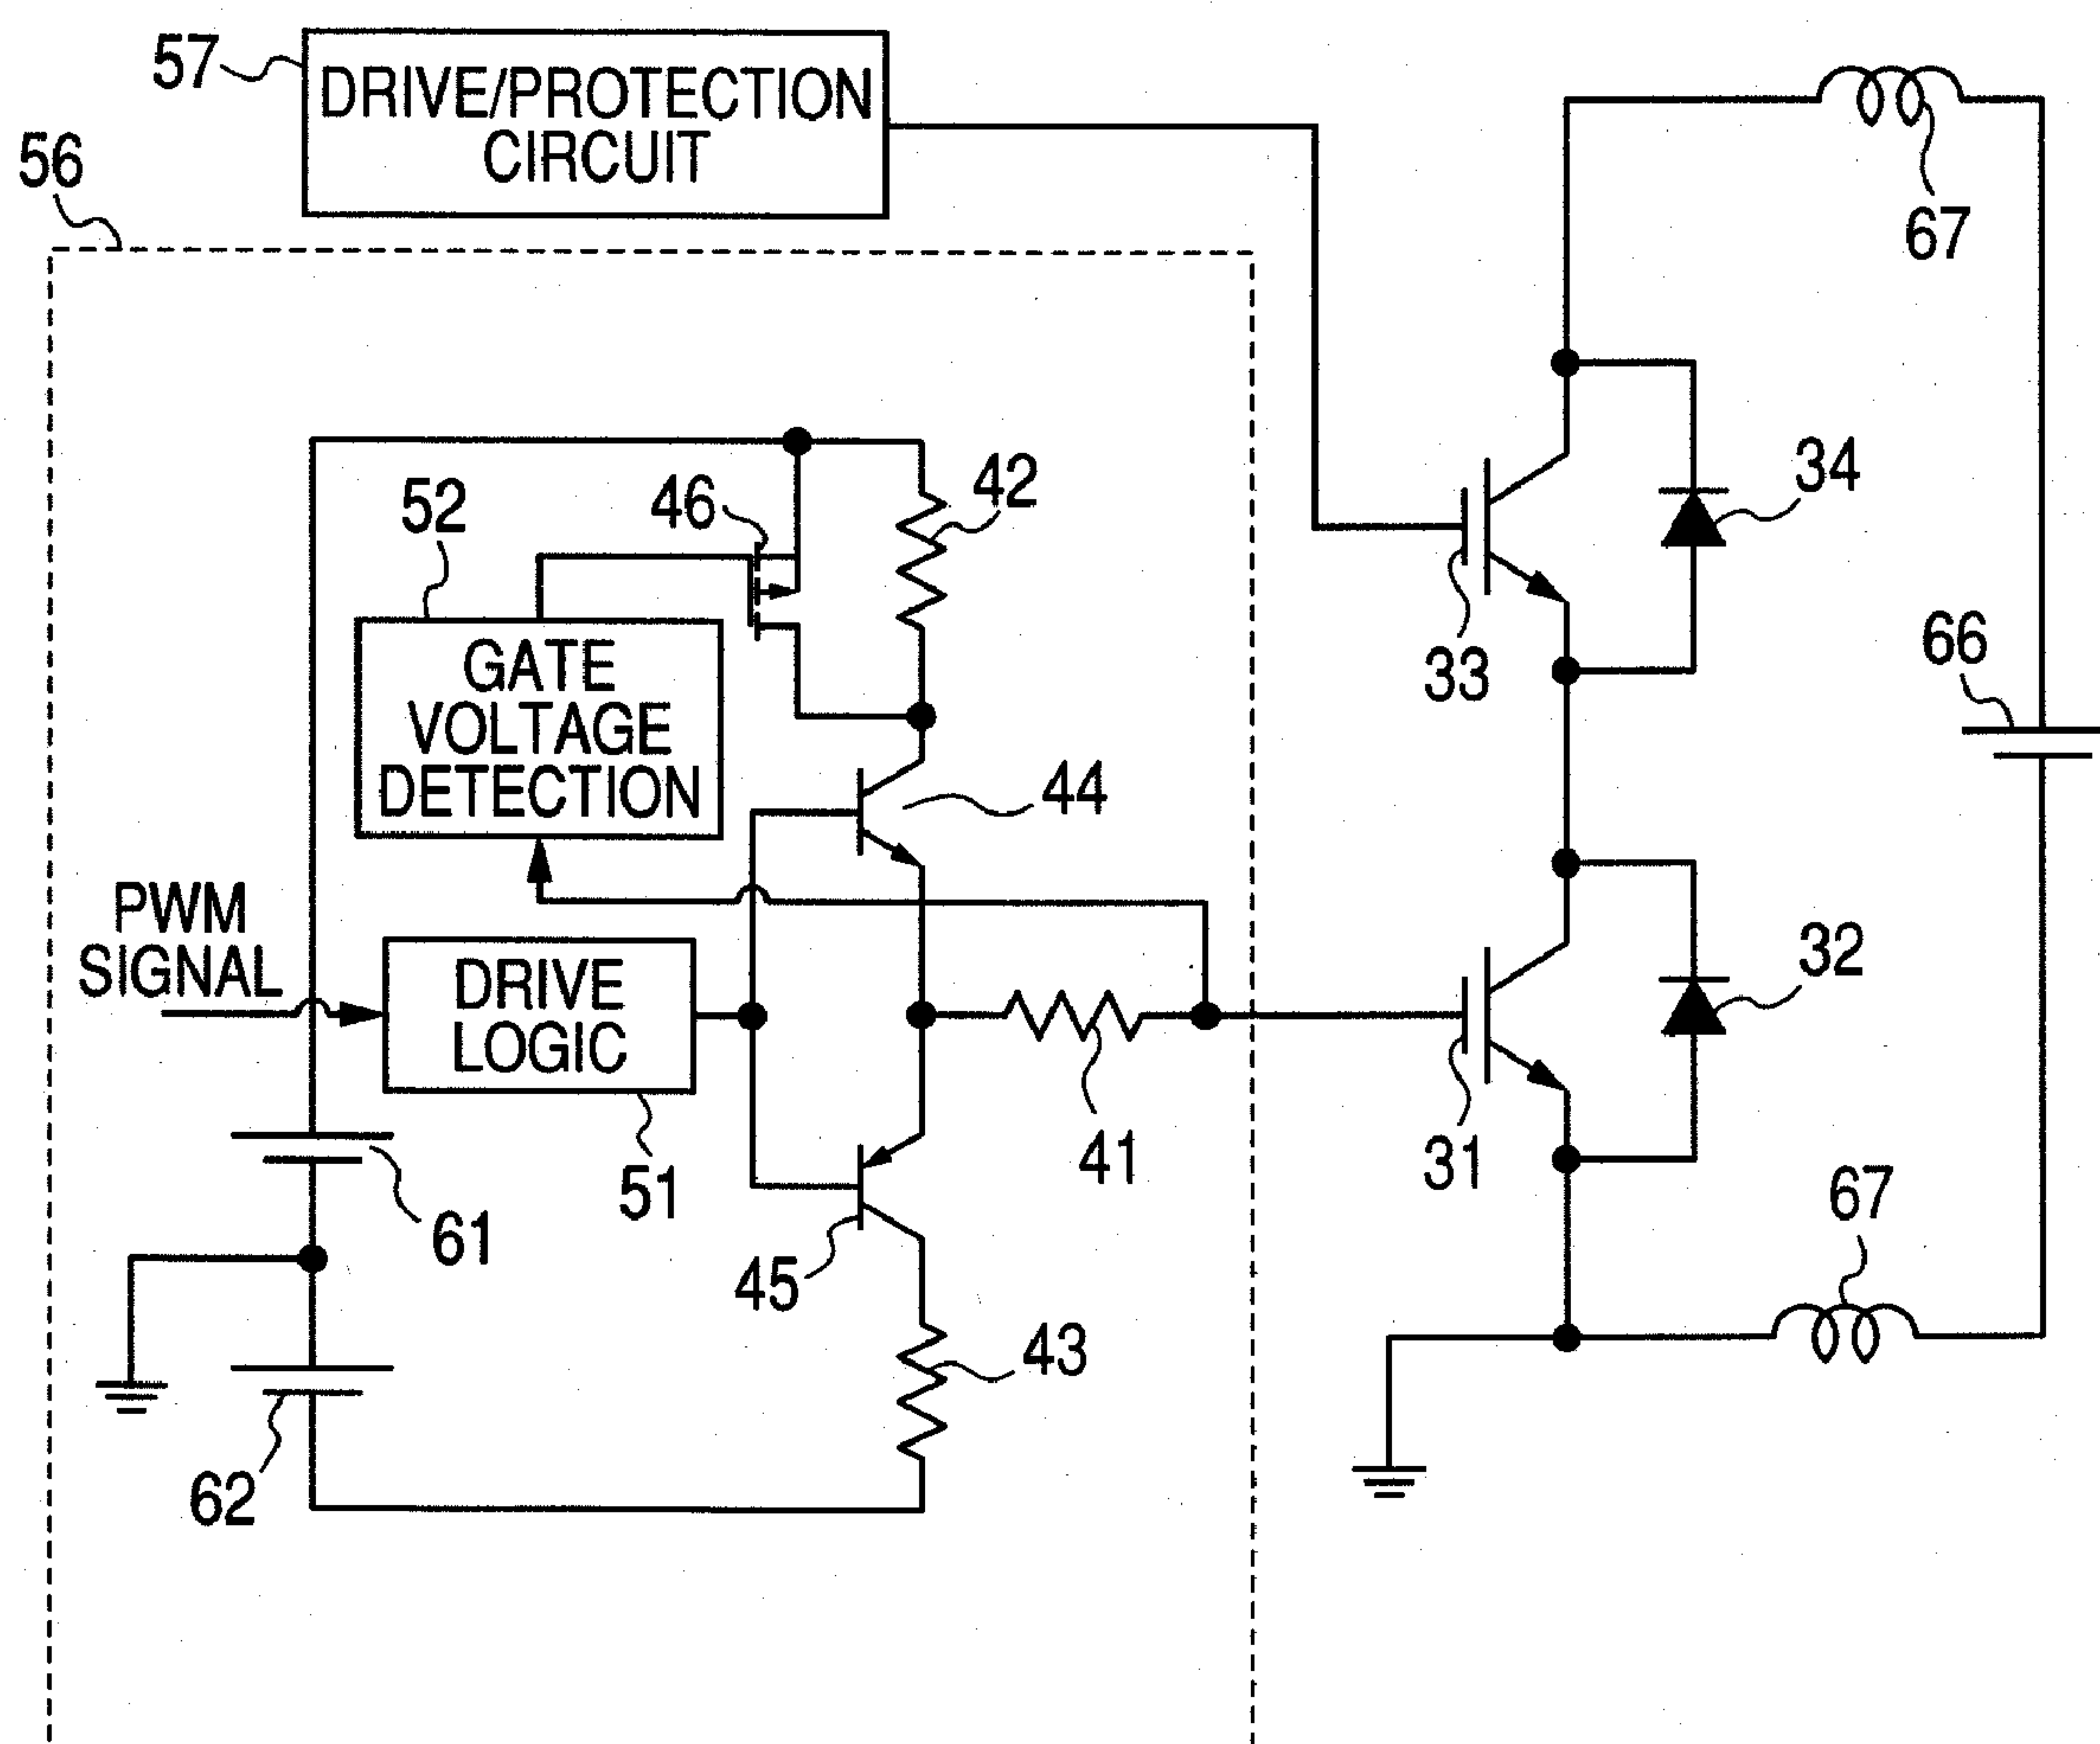 57
DRIVE/PROTECTION
CIRCUIT
56
67
52
46
42
34
GATE
VOLTAGE
DETECTION
33
66
44
PWM
SIGNAL
DRIVE
LOGIC
32
51
41
31
67
61
45
43
62